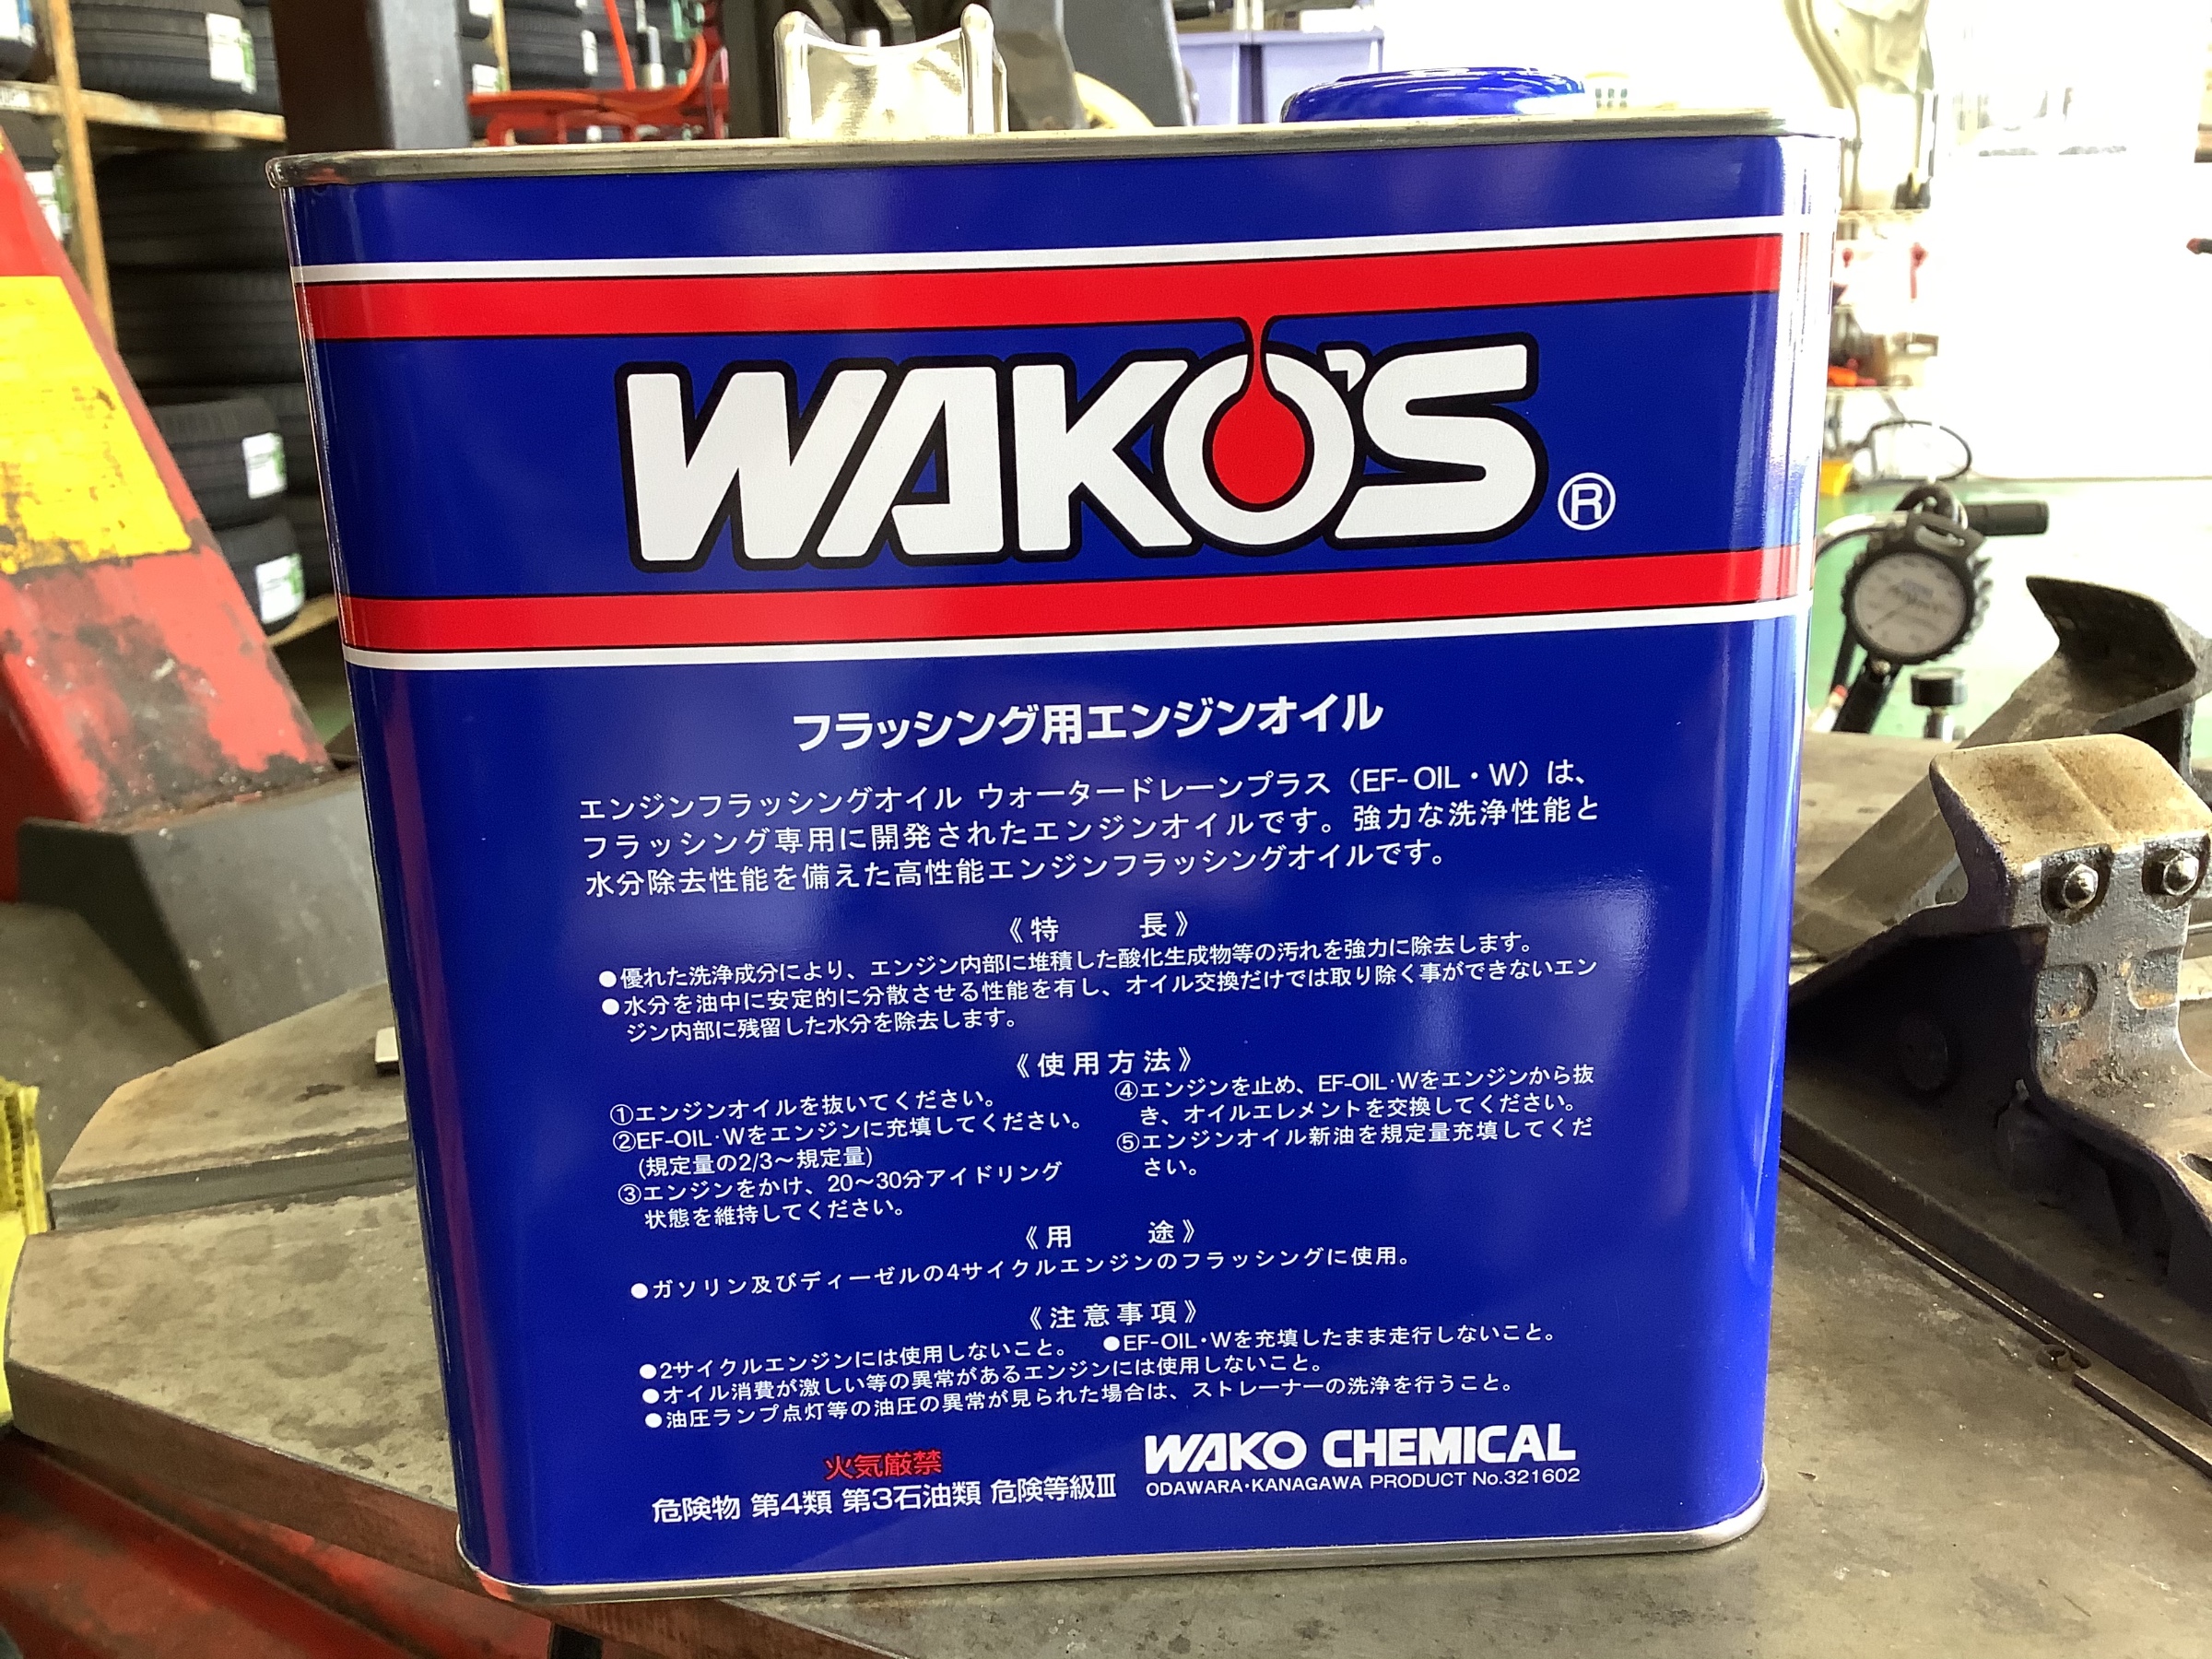 WAKO'S®
フラッシング用エンジンオイル
エンジンフラッシングオイル ウォータードレーンプラス（EF-OIL・W）は、
フラッシング専用に開発されたエンジンオイルです。強力な洗浄性能と
水分除去性能を備えた高性能エンジンフラッシングオイルです。
《特　長》
●優れた洗浄成分により、エンジン内部に堆積した酸化生成物等の汚れを強力に除去します。
●水分を油中に安定的に分散させる性能を有し、オイル交換だけでは取り除く事ができないエン
ジン内部に残留した水分を除去します。
《使用方法》
①エンジンオイルを抜いてください。
②EF-OIL･Wをエンジンに充填してください。
(規定量の2/3～規定量)
③エンジンをかけ、20～30分アイドリング
状態を維持してください。
④エンジンを止め、EF-OIL･Wをエンジンから抜
き、オイルエレメントを交換してください。
⑤エンジンオイル新油を規定量充填してくだ
さい。
《用　途》
●ガソリン及びディーゼルの4サイクルエンジンのフラッシングに使用。
《注意事項》
●2サイクルエンジンには使用しないこと。 ●EF-OIL･Wを充填したまま走行しないこと。
●オイル消費が激しい等の異常があるエンジンには使用しないこと。
●油圧ランプ点灯等の油圧の異常が見られた場合は、ストレーナーの洗浄を行うこと。
火気厳禁
危険物 第4類 第3石油類 危険等級Ⅲ
WAKO CHEMICAL
ODAWARA･KANAGAWA PRODUCT No.321602